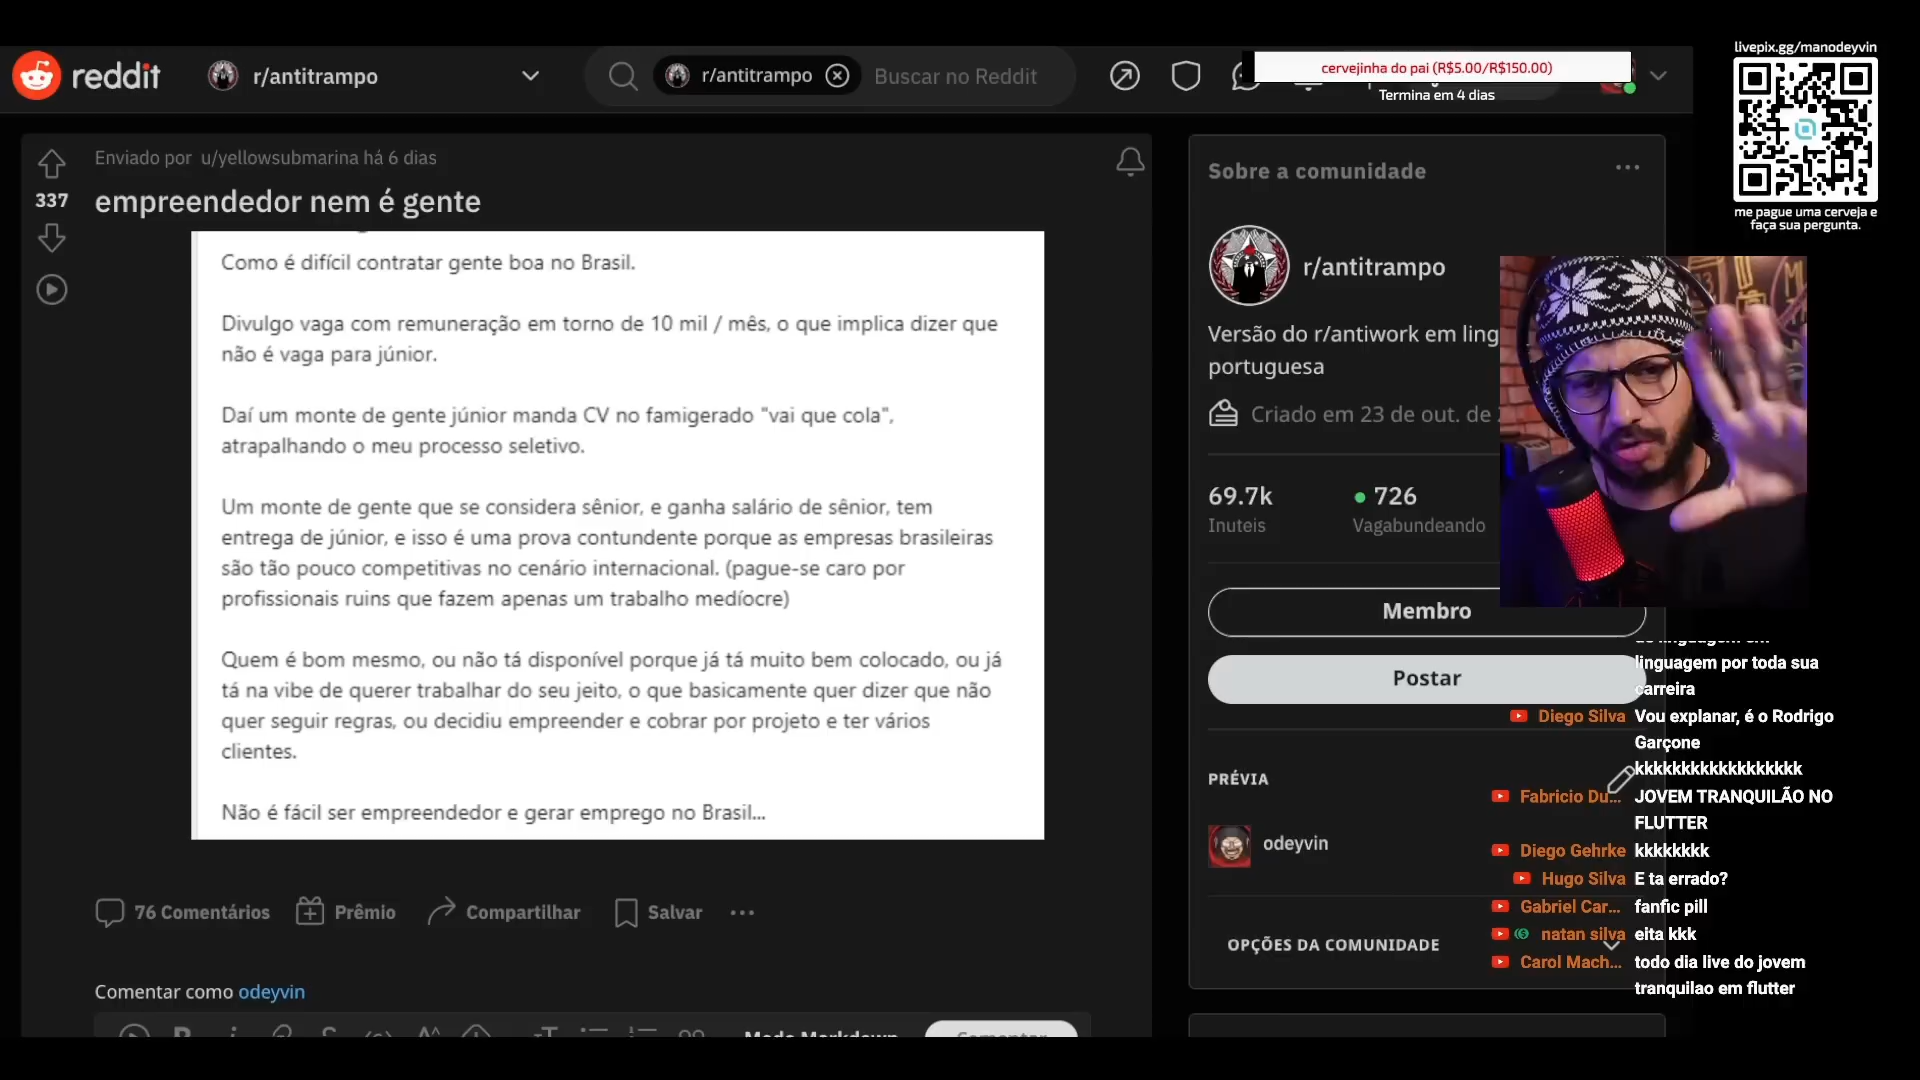 reddit
r/antitrampo
r/antitrampo
Buscar no Reddit
cervejinha do pai (R$5.00/R$150.00)
Termina em 4 dias
livepix.gg/manodeyvin
me pague uma cerveja e
faça sua pergunta.
Enviado por u/yellowsubmarina há 6 dias
337
empreendedor nem é gente
Como é difícil contratar gente boa no Brasil.
Divulgo vaga com remuneração em torno de 10 mil / mês, o que implica dizer que
não é vaga para júnior.
Daí um monte de gente júnior manda CV no famigerado "vai que cola",
atrapalhando o meu processo seletivo.
Um monte de gente que se considera sênior, e ganha salário de sênior, tem
entrega de júnior, e isso é uma prova contundente porque as empresas brasileiras
são tão pouco competitivas no cenário internacional. (pague-se caro por
profissionais ruins que fazem apenas um trabalho medíocre)
Quem é bom mesmo, ou não tá disponível porque já tá muito bem colocado, ou já
tá na vibe de querer trabalhar do seu jeito, o que basicamente quer dizer que não
quer seguir regras, ou decidiu empreender e cobrar por projeto e ter vários
clientes.
Não é fácil ser empreendedor e gerar emprego no Brasil...
76 Comentários
Prêmio
Compartilhar
Salvar
Comentar como odeyvin
Modo Markdown
Comentar
Sobre a comunidade
r/antitrampo
Versão do r/antiwork em ling
portuguesa
Criado em 23 de out. de
69.7k
Inuteis
726
Vagabundeando
Membro
Postar
PRÉVIA
odeyvin
OPÇÕES DA COMUNIDADE
linguagem por toda sua
carreira
Diego Silva Vou explanar, é o Rodrigo
Garçone
kkkkkkkkkkkkkkkkkk
Fabricio Du... JOVEM TRANQUILÃO NO
FLUTTER
Diego Gehrke kkkkkkkk
Hugo Silva E ta errado?
Gabriel Car... fanfic pill
natan silva eita kkk
Carol Mach... todo dia live do jovem
tranquilao em flutter